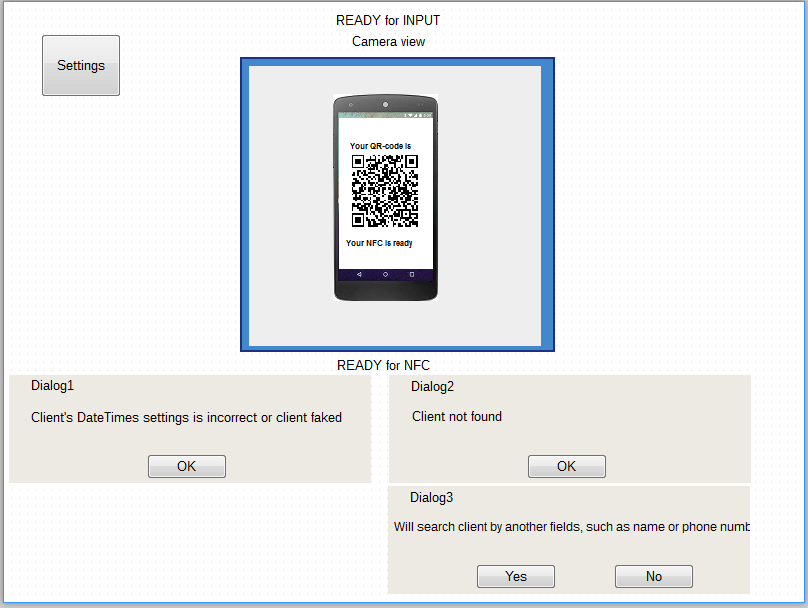 READY for INPUT
Camera view
Settings
Your QR-code is
Your NFC is ready
READY for NFC
Dialog1
Client's DateTimes settings is incorrect or client faked
OK
Dialog2
Client not found
OK
Dialog3
Will search client by another fields, such as name or phone numb
Yes
No